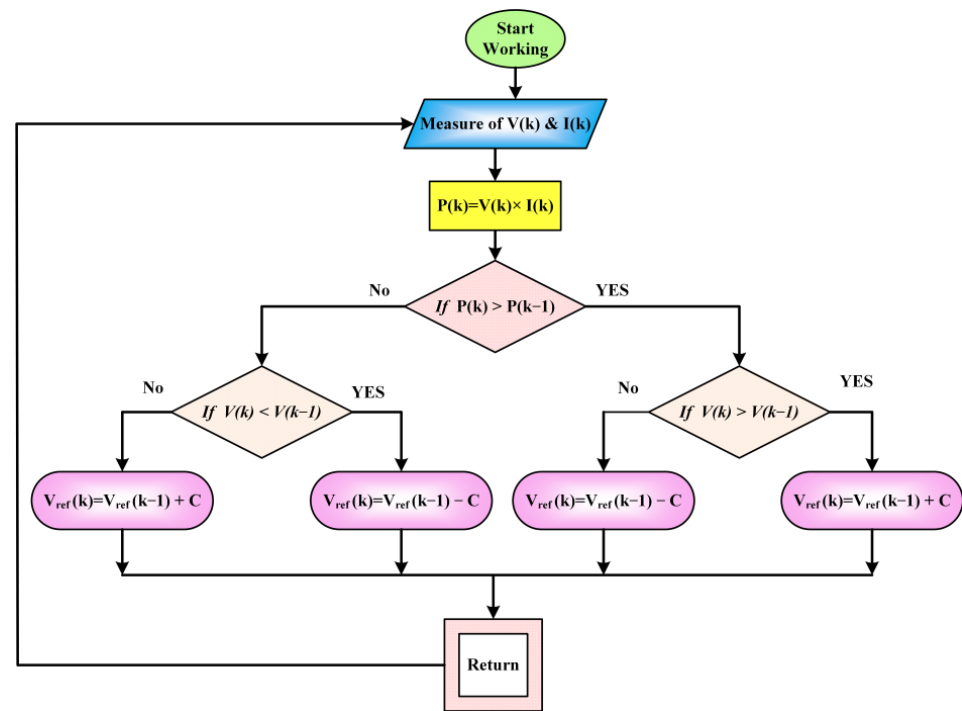 Start
Working
Measure of V(k) & I(k)
P(k)=V(k)× I(k)
No
If P(k) > P(k−1)
YES
No
If V(k) < V(k−1)
YES
No
If V(k) > V(k−1)
YES
Vref (k)=Vref (k−1) + C
Vref (k)=Vref (k−1) − C
Vref (k)=Vref (k−1) − C
Vref (k)=Vref (k−1) + C
Return